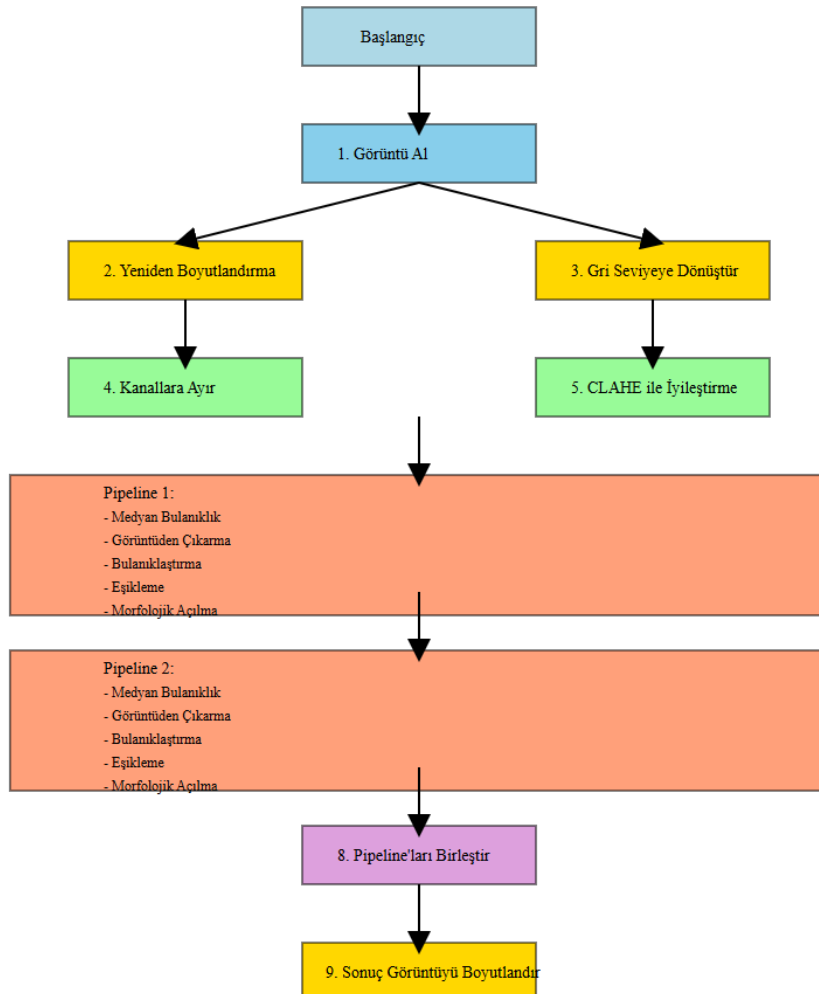 Başlangıç
1. Görüntü Al
2. Yeniden Boyutlandırma
3. Gri Seviyeye Dönüştür
4. Kanallara Ayır
5. CLAHE ile İyileştirme
Pipeline 1:
- Medyan Bulanıklık
- Görüntüden Çıkarma
- Bulanıklaştırma
- Eşikleme
- Morfolojik Açılma
Pipeline 2:
- Medyan Bulanıklık
- Görüntüden Çıkarma
- Bulanıklaştırma
- Eşikleme
- Morfolojik Açılma
8. Pipeline'ları Birleştir
9. Sonuç Görüntüyü Boyutlandır